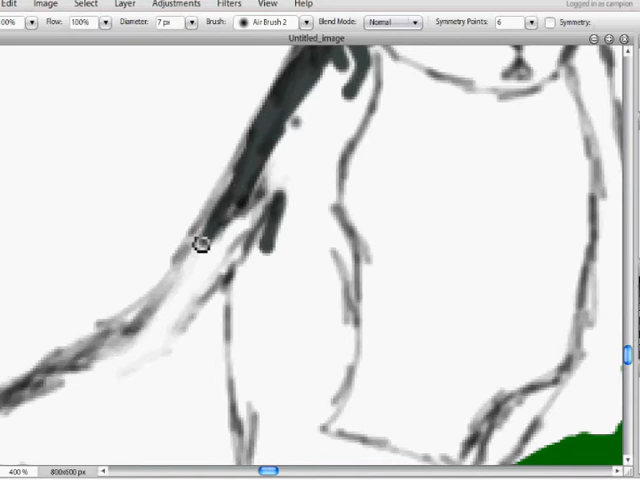 Edit Image Select Layer Adjustments Filters View Help Logged in as campion
00% Flow: 100% Diameter: 7 px Brush: Air Brush 2 Blend Mode: Normal Symmetry Points: 6 Symmetry:
Untitled_image
400 % 800x600 px